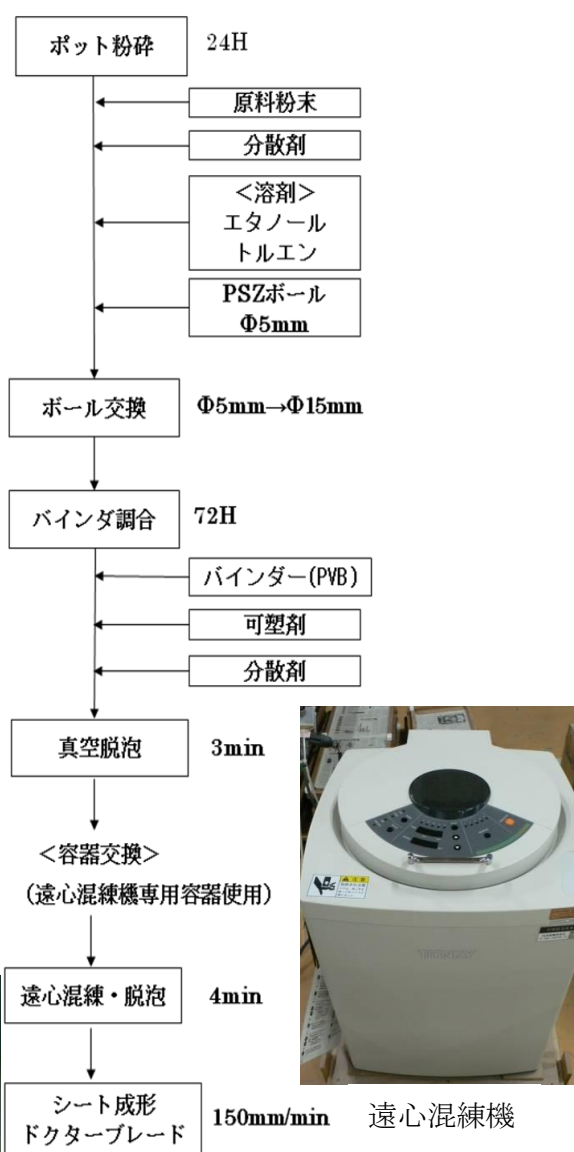 ポット粉砕 24H
原料粉末
分散剤
＜溶剤＞
エタノール
トルエン
PSZボール
Φ5mm
ボール交換 Φ5mm→Φ15mm
バインダ調合 72H
バインダー(PVB)
可塑剤
分散剤
真空脱泡 3min
＜容器交換＞
（遠心混練機専用容器使用）
遠心混練・脱泡 4min
シート成形
ドクターブレード
150mm/min
遠心混練機
THINKY
注意